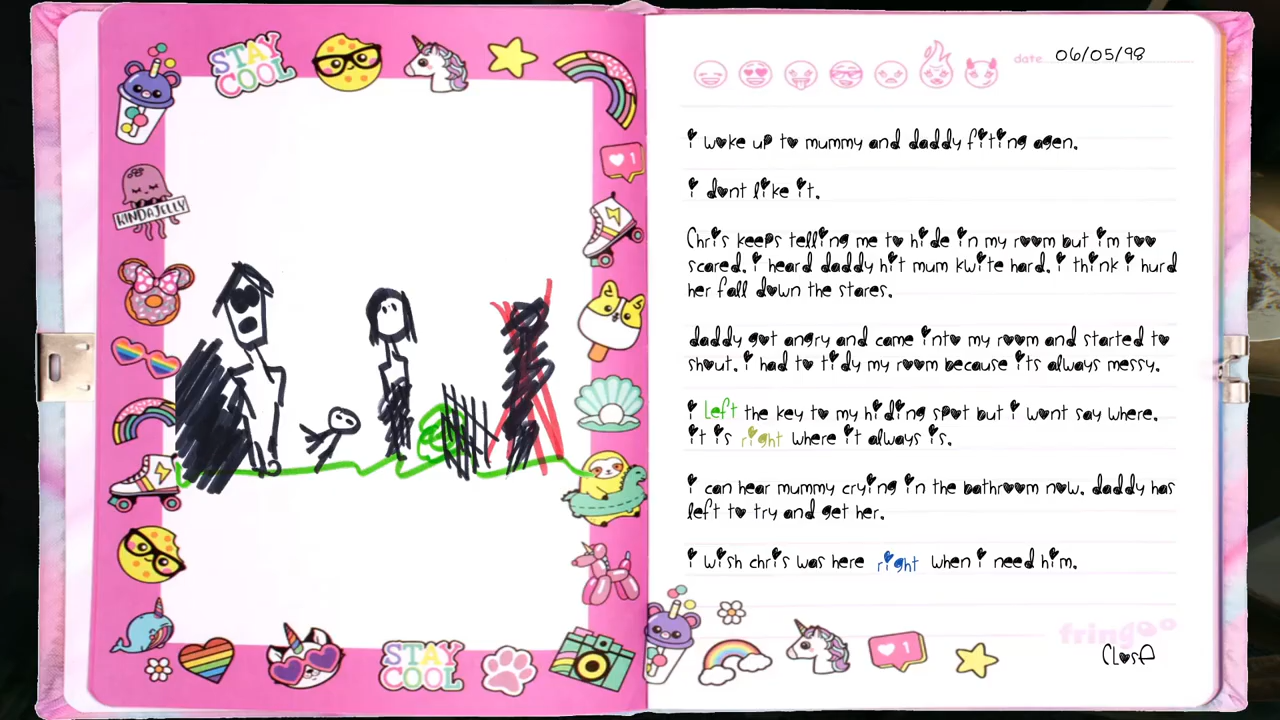 STAY
COOL
1
KINDAJELLY
STAY
COOL
date 06/05/98
i woke up to mummy and daddy fiting agen.
i dont like it.
Chris keeps telling me to hide in my room but i'm too
scared. i heard daddy hit mum kwite hard. i think i hurd
her fall down the stares.
daddy got angry and came into my room and started to
shout. i had to tidy my room because its always messy.
i Left the key to my hiding spot but i wont say where.
it is right where it always is.
i can hear mummy crying in the bathroom now. daddy has
left to try and get her.
i wish chris was here right when i need him.
1
fringoo
CLOSE